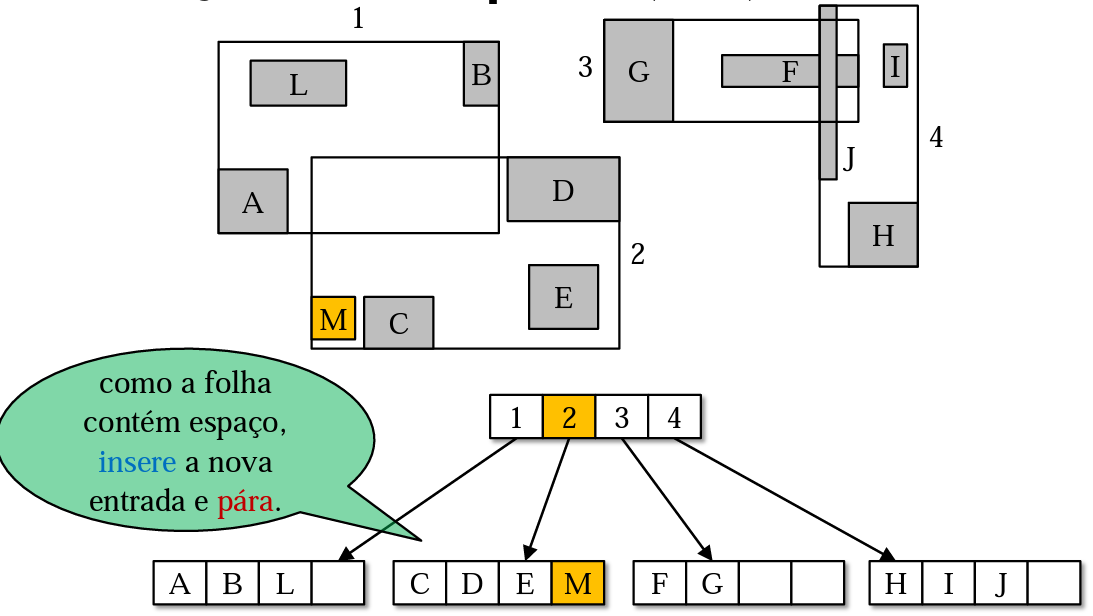 1
L
B
A
D
2
M
C
E
3
G
F
I
J
4
H
como a folha
contém espaço,
insere a nova
entrada e pára.
1 2 3 4
A B L
C D E M
F G
H I J